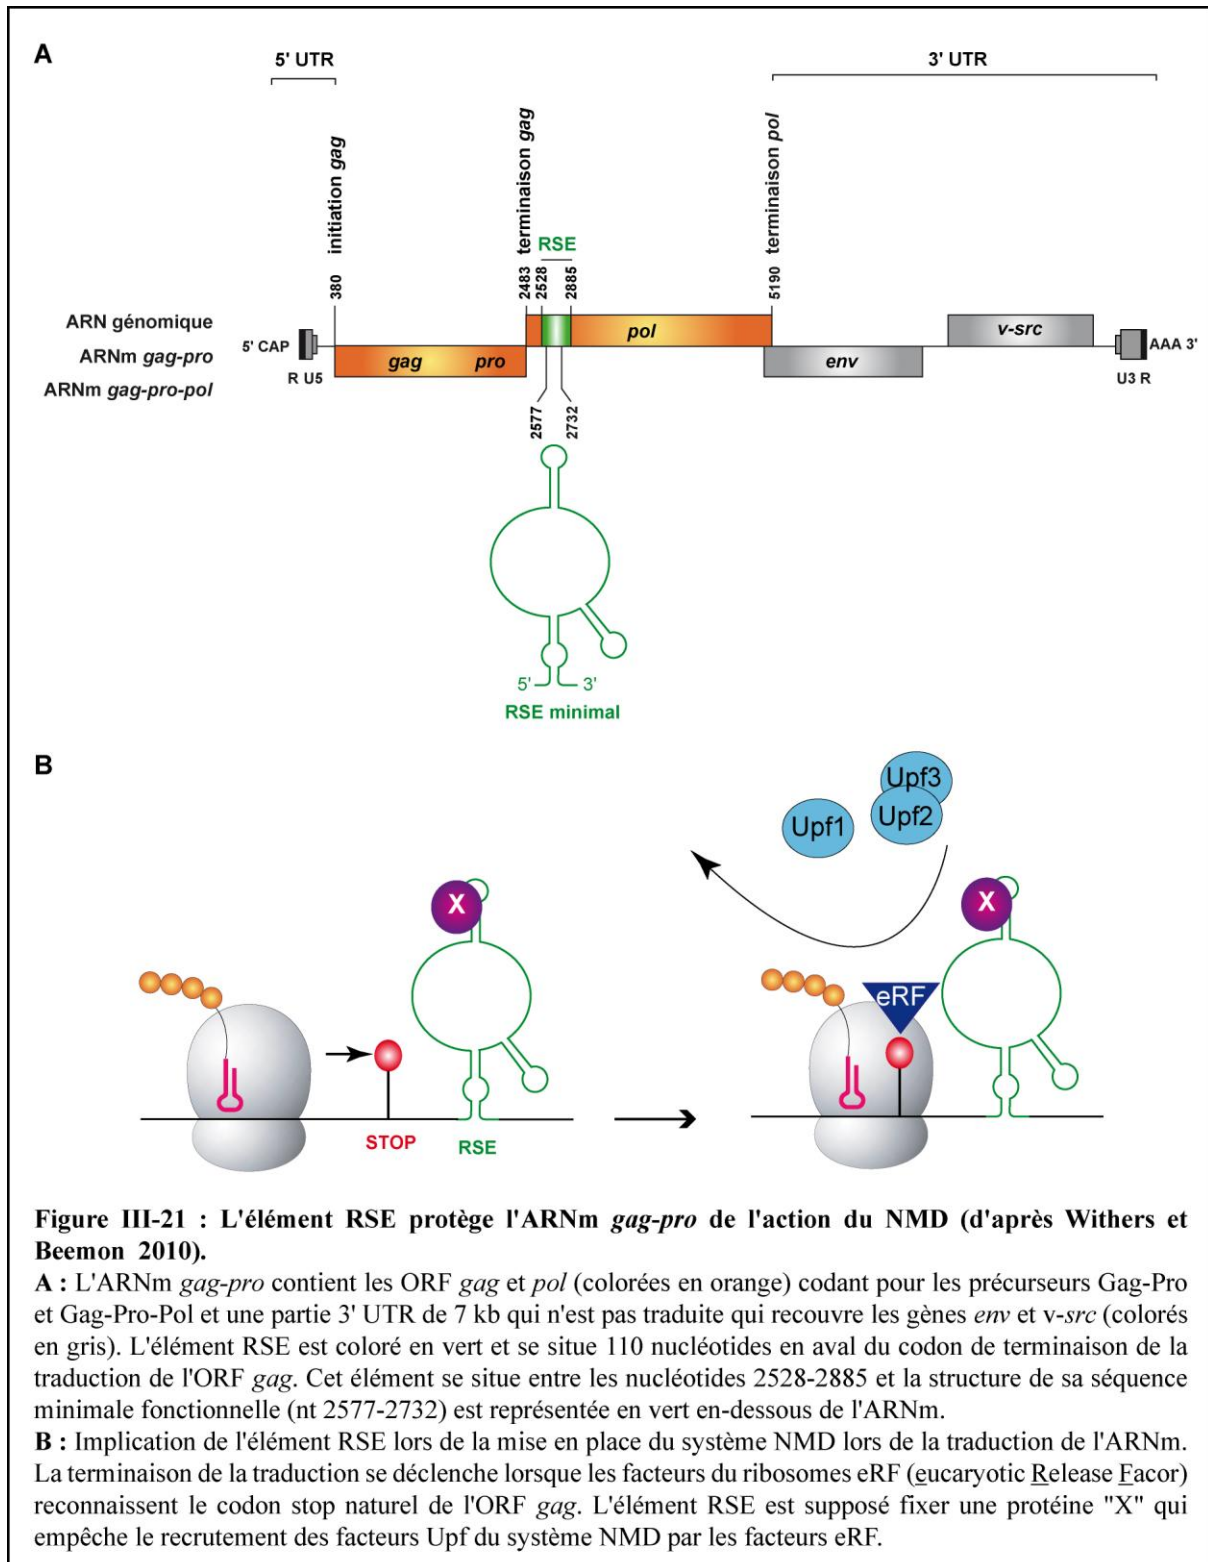 A
5' UTR
3' UTR
initiation gag
terminaison gag
terminaison pol
RSE
380
2483
2528
2885
5190
ARN génomique
ARNm gag-pro
ARNm gag-pro-pol
5' CAP
R U5
gag
pro
pol
env
v-src
AAA 3'
U3 R
2577
2732
5'
3'
RSE minimal
B
Upf3
Upf2
Upf1
X
X
eRF
STOP
RSE
Figure III-21 : L'élément RSE protège l'ARNm gag-pro de l'action du NMD (d'après Withers et
Beemon 2010).
A : L'ARNm gag-pro contient les ORF gag et pol (colorées en orange) codant pour les précurseurs Gag-Pro
et Gag-Pro-Pol et une partie 3' UTR de 7 kb qui n'est pas traduite qui recouvre les gènes env et v-src (colorés
en gris). L'élément RSE est coloré en vert et se situe 110 nucléotides en aval du codon de terminaison de la
traduction de l'ORF gag. Cet élément se situe entre les nucléotides 2528-2885 et la structure de sa séquence
minimale fonctionnelle (nt 2577-2732) est représentée en vert en-dessous de l'ARNm.
B : Implication de l'élément RSE lors de la mise en place du système NMD lors de la traduction de l'ARNm.
La terminaison de la traduction se déclenche lorsque les facteurs du ribosomes eRF (eucaryotic Release Facor)
reconnaissent le codon stop naturel de l'ORF gag. L'élément RSE est supposé fixer une protéine "X" qui
empêche le recrutement des facteurs Upf du système NMD par les facteurs eRF.